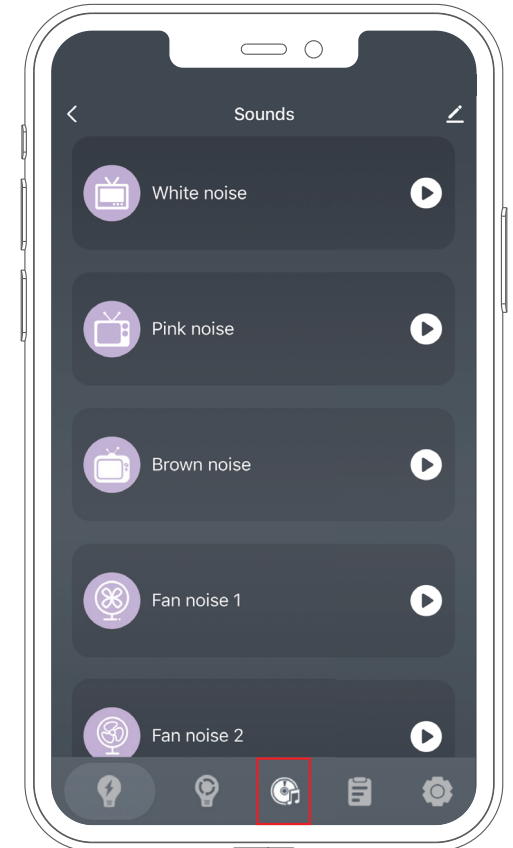 Sounds
White noise
Pink noise
Brown noise
Fan noise 1
Fan noise 2